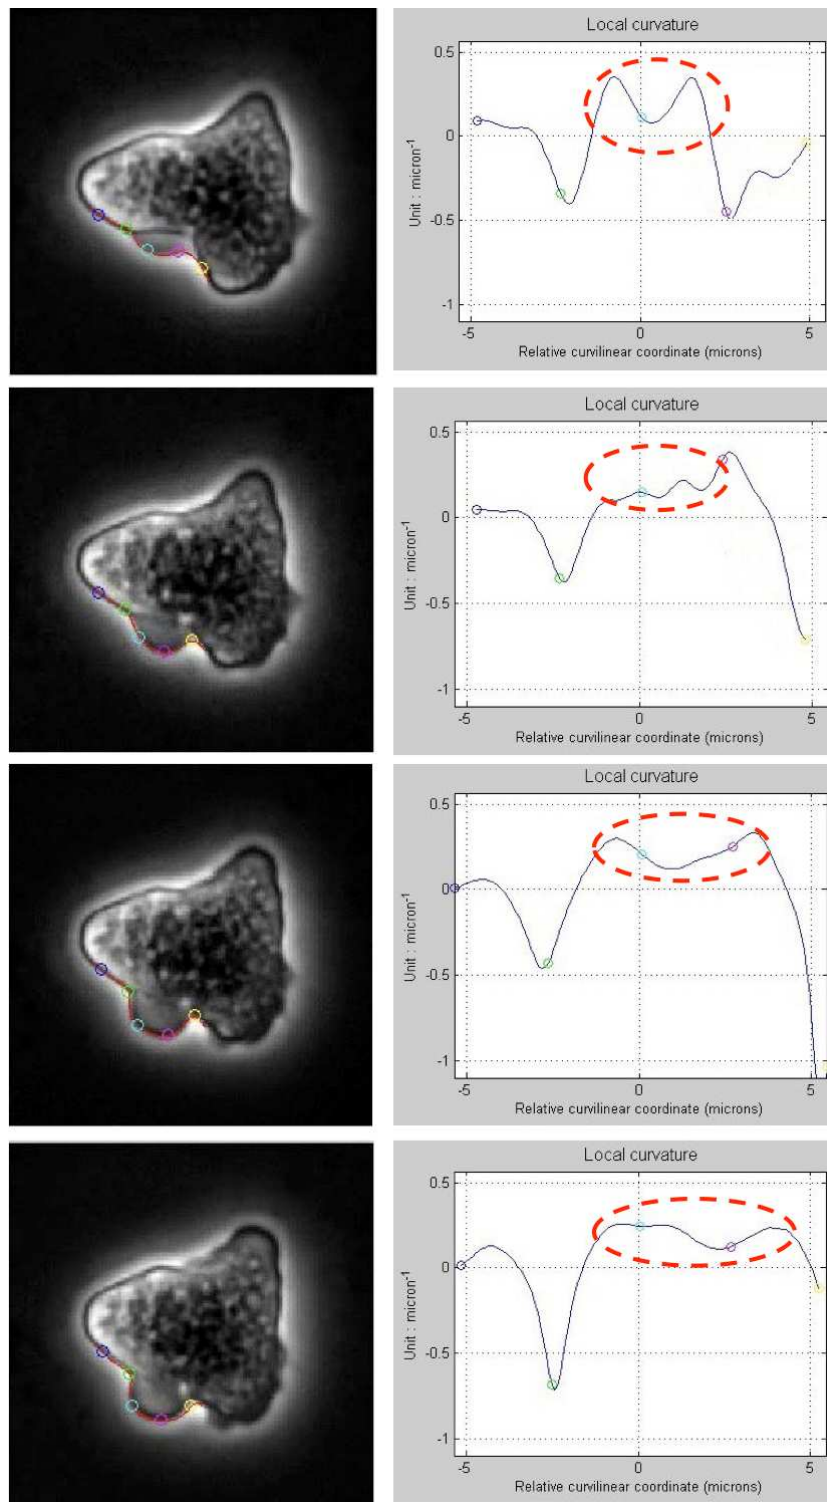 Local curvature
0.5
0
-0.5
-1
Unit : micron-1
-5
0
5
Relative curvilinear coordinate (microns)
Local curvature
0.5
0
-0.5
-1
Unit : micron-1
-5
0
5
Relative curvilinear coordinate (microns)
Local curvature
0.5
0
-0.5
-1
Unit : micron-1
-5
0
5
Relative curvilinear coordinate (microns)
Local curvature
0.5
0
-0.5
-1
Unit : micron-1
-5
0
5
Relative curvilinear coordinate (microns)